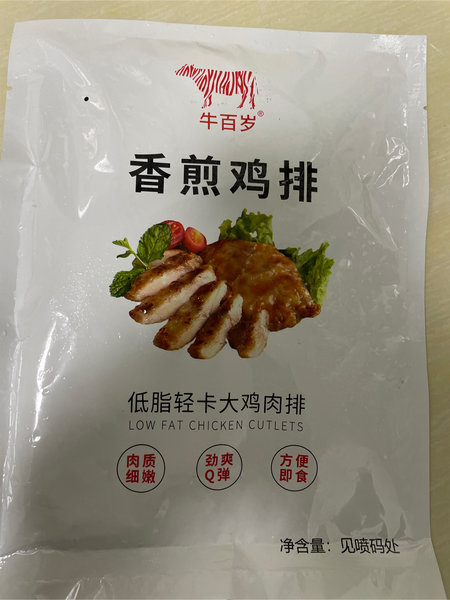 牛百岁®
香煎鸡排
低脂轻卡大鸡肉排
LOW FAT CHICKEN CUTLETS
肉质
细嫩
劲爽
Q弹
方便
即食
净含量：见喷码处